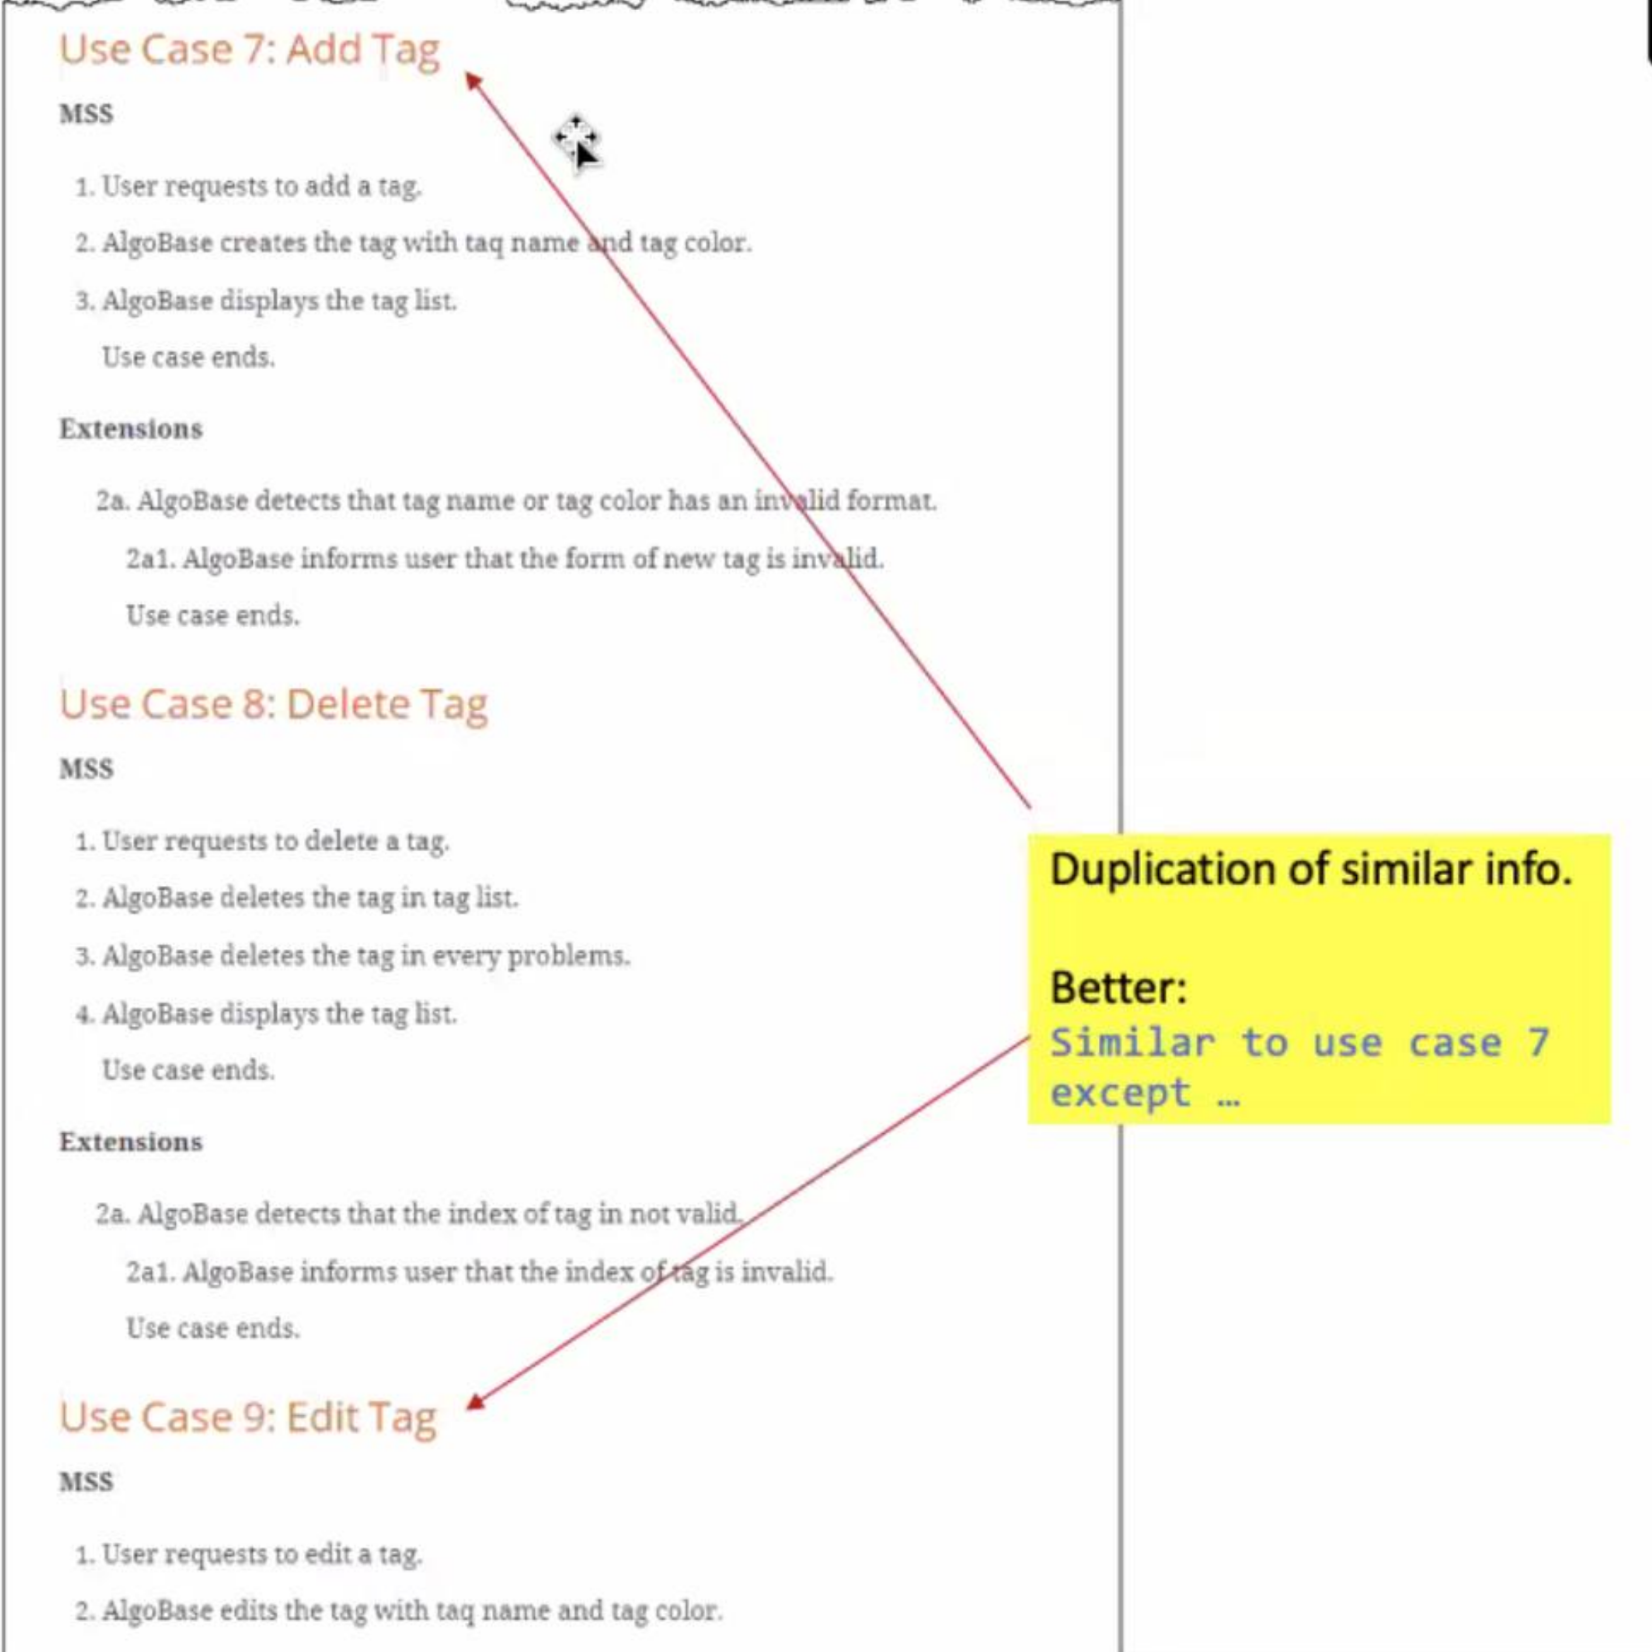 Use Case 7: Add Tag
MSS
1. User requests to add a tag.
2. AlgoBase creates the tag with taq name and tag color.
3. AlgoBase displays the tag list.
Use case ends.
Extensions
2a. AlgoBase detects that tag name or tag color has an invalid format.
2a1. AlgoBase informs user that the form of new tag is invalid.
Use case ends.
Use Case 8: Delete Tag
MSS
1. User requests to delete a tag.
2. AlgoBase deletes the tag in tag list.
3. AlgoBase deletes the tag in every problems.
4. AlgoBase displays the tag list.
Use case ends.
Extensions
2a. AlgoBase detects that the index of tag in not valid.
2a1. AlgoBase informs user that the index of tag is invalid.
Use case ends.
Use Case 9: Edit Tag
MSS
1. User requests to edit a tag.
2. AlgoBase edits the tag with taq name and tag color.
Duplication of similar info.
Better:
Similar to use case 7
except …